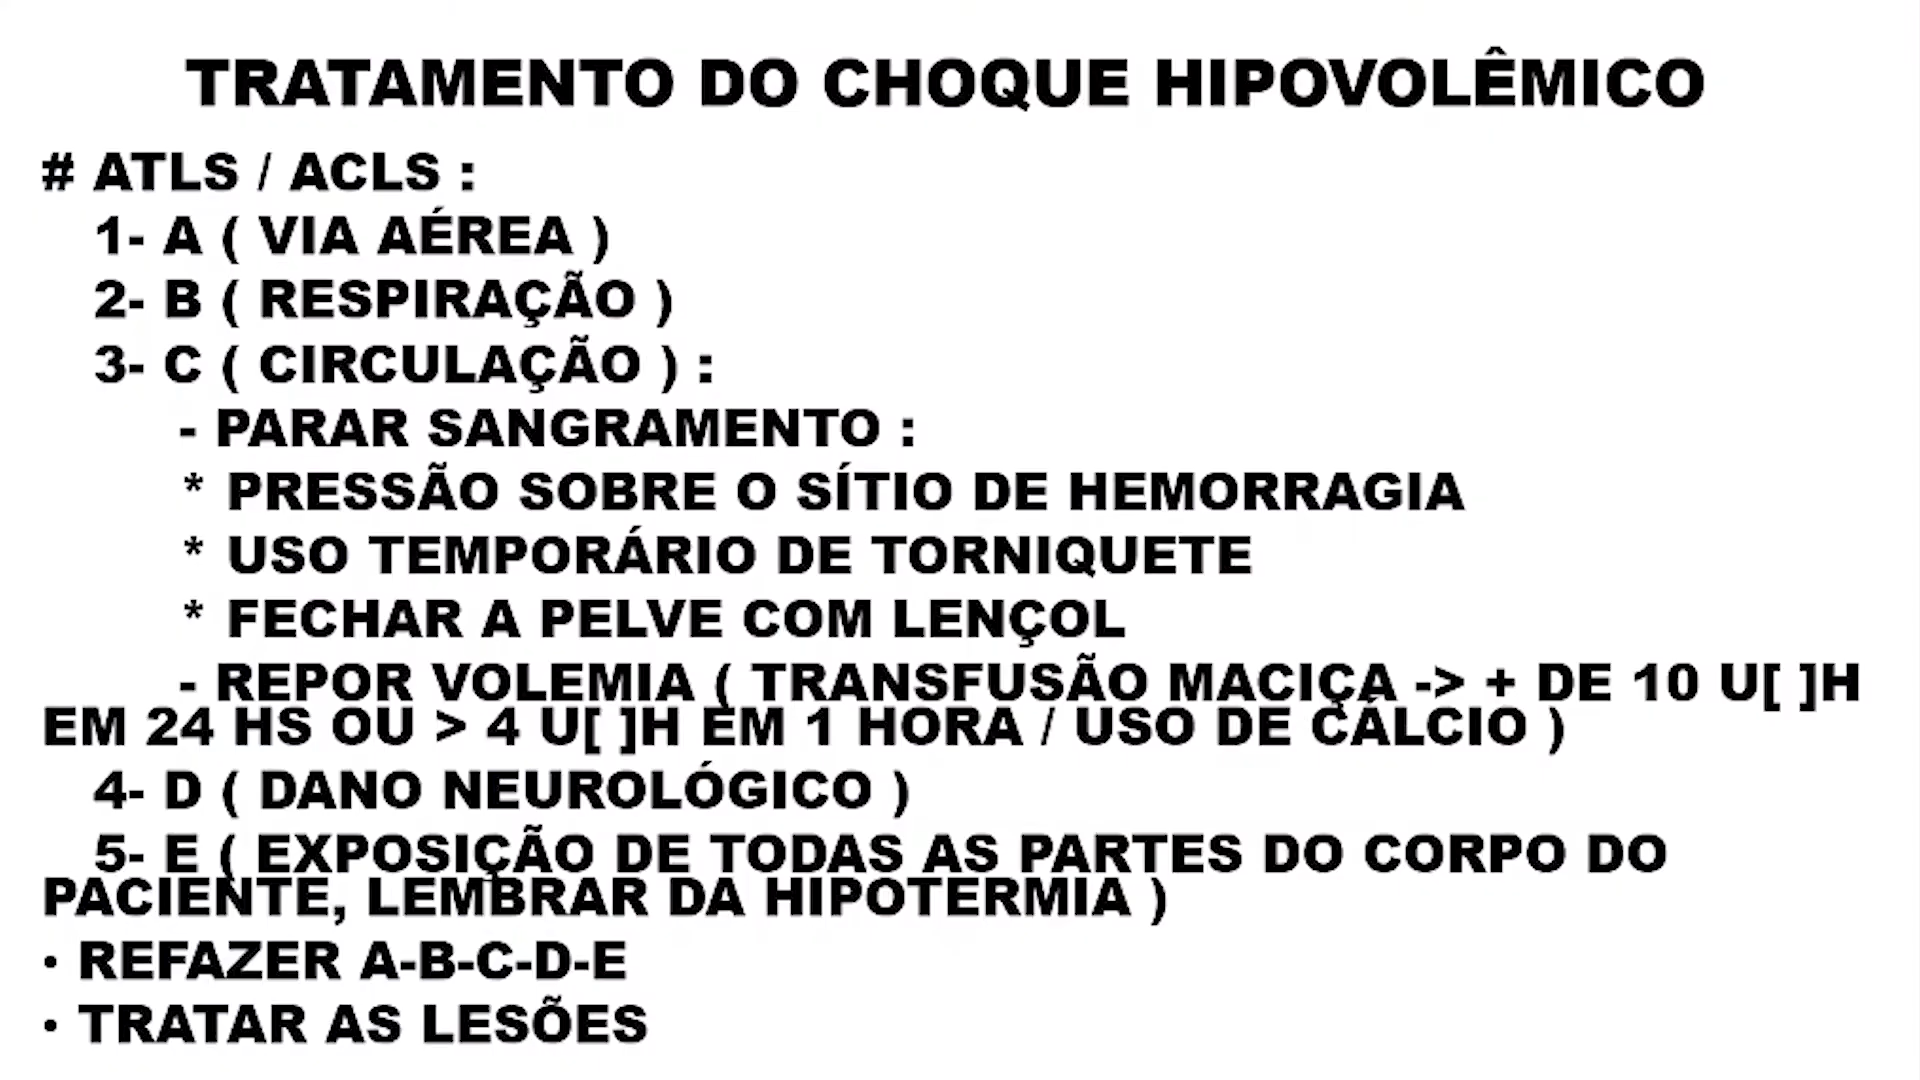 TRATAMENTO DO CHOQUE HIPOVOLÊMICO
# ATLS / ACLS :
1- A ( VIA AÉREA )
2- B ( RESPIRAÇÃO )
3- C ( CIRCULAÇÃO ) :
- PARAR SANGRAMENTO :
* PRESSÃO SOBRE O SÍTIO DE HEMORRAGIA
* USO TEMPORÁRIO DE TORNIQUETE
* FECHAR A PELVE COM LENÇOL
- REPOR VOLEMIA ( TRANSFUSÃO MACIÇA -> + DE 10 U[ ]H
EM 24 HS OU > 4 U[ ]H EM 1 HORA / USO DE CÁLCIO )
4- D ( DANO NEUROLÓGICO )
5- E ( EXPOSIÇÃO DE TODAS AS PARTES DO CORPO DO
PACIENTE, LEMBRAR DA HIPOTERMIA )
• REFAZER A-B-C-D-E
• TRATAR AS LESÕES